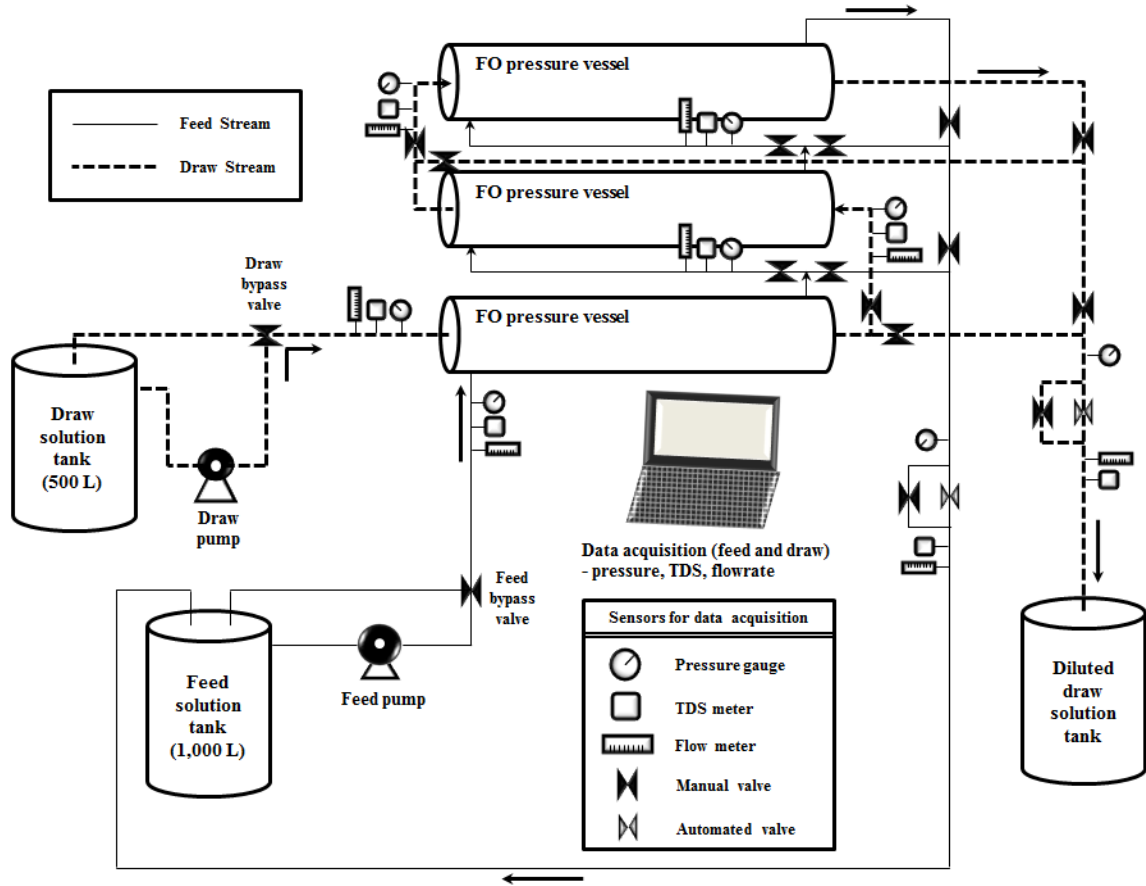 FO pressure vessel
Feed Stream
Draw Stream
FO pressure vessel
Draw
bypass
valve
FO pressure vessel
Draw
solution
tank
(500 L)
Draw
pump
Data acquisition (feed and draw)
- pressure, TDS, flowrate
Feed
bypass
valve
Feed
solution
tank
(1,000 L)
Feed pump
Sensors for data acquisition
Pressure gauge
TDS meter
Flow meter
Manual valve
Automated valve
Diluted
draw
solution
tank